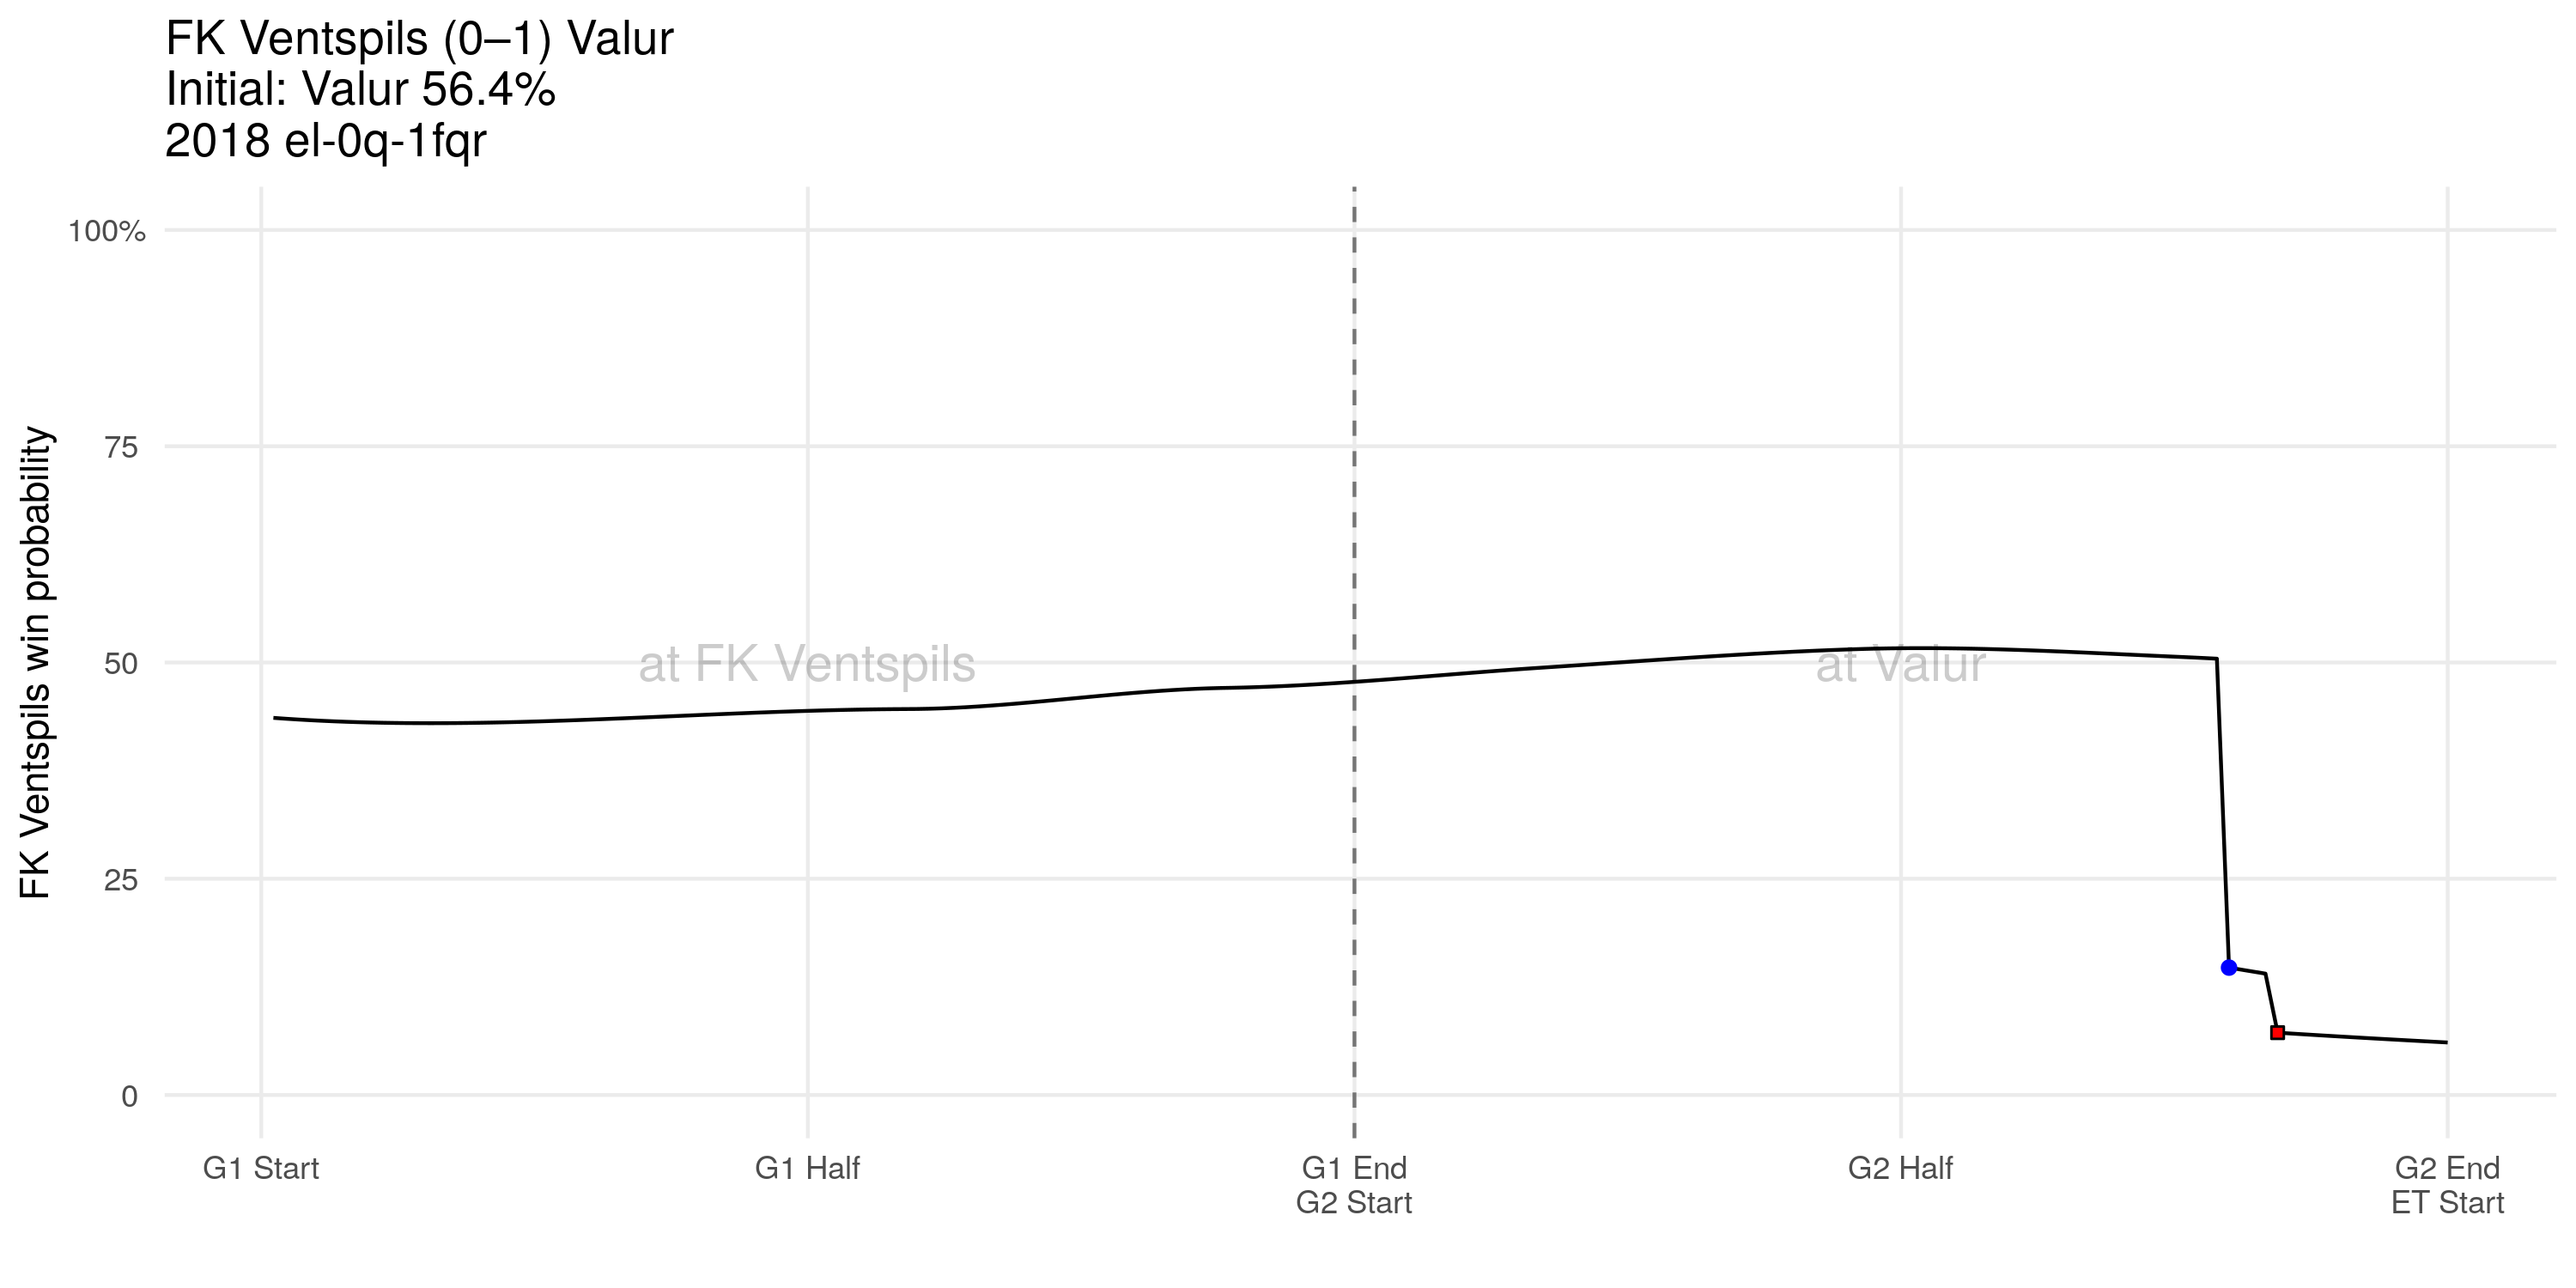 FK Ventspils (0–1) Valur
Initial: Valur 56.4%
2018 el-0q-1fqr
FK Ventspils win probability
100%
75
50
25
0
at FK Ventspils
at Valur
G1 Start
G1 Half
G1 End
G2 Start
G2 Half
G2 End
ET Start